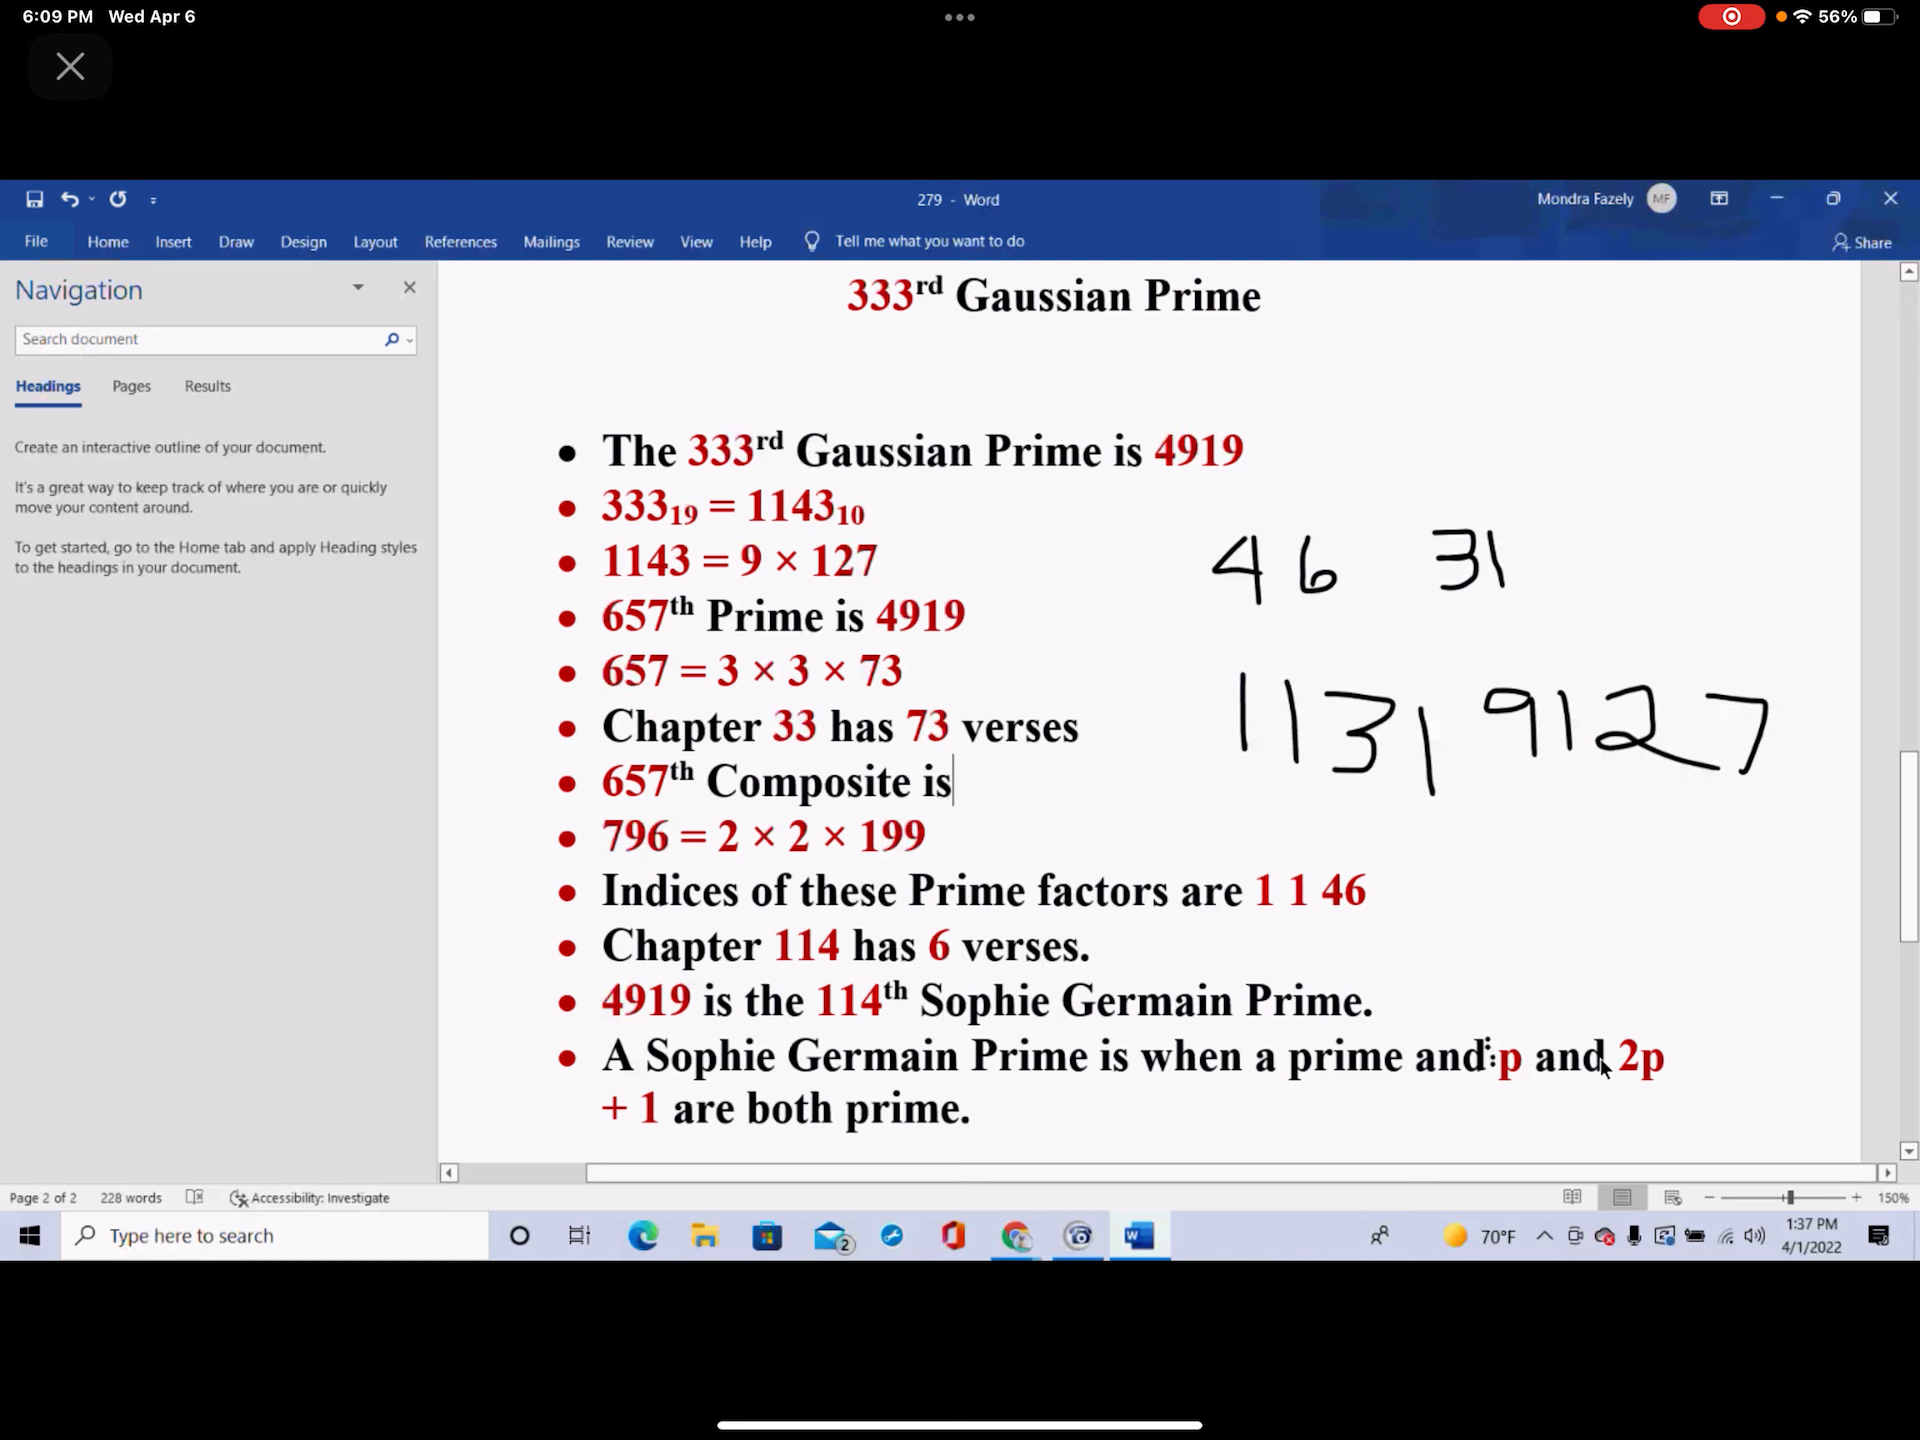 6:09 PM Wed Apr 6
56%
279 - Word
Mondra Fazely
MF
File Home Insert Draw Design Layout References Mailings Review View Help Tell me what you want to do
Share
Navigation
Search document
Headings Pages Results
Create an interactive outline of your document.
It's a great way to keep track of where you are or quickly
move your content around.
To get started, go to the Home tab and apply Heading styles
to the headings in your document.
333rd Gaussian Prime
• The 333rd Gaussian Prime is 4919
• 333₁₉ = 1143₁₀
• 1143 = 9 × 127
• 657th Prime is 4919
• 657 = 3 × 3 × 73
• Chapter 33 has 73 verses
• 657th Composite is
• 796 = 2 × 2 × 199
• Indices of these Prime factors are 1 1 46
• Chapter 114 has 6 verses.
• 4919 is the 114th Sophie Germain Prime.
• A Sophie Germain Prime is when a prime and p and 2p
+ 1 are both prime.
46 31
11319127
Page 2 of 2 228 words Accessibility: Investigate
150%
Type here to search
2
70°F
1:37 PM
4/1/2022